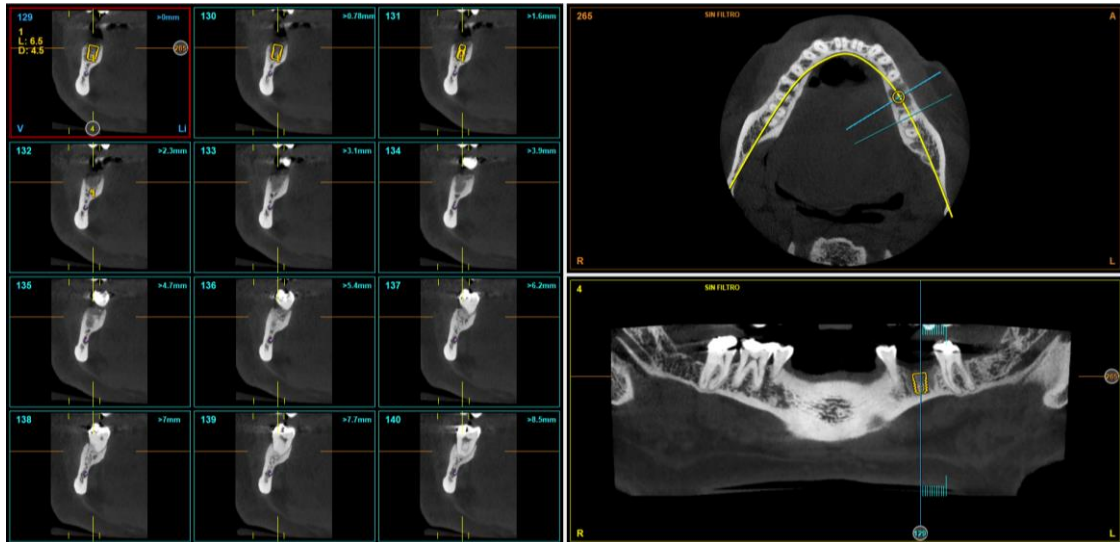 129
>0mm
1
L: 6.5
D: 4.5
265
V
4
Li
130
>0.78mm
131
>1.6mm
132
>2.3mm
133
>3.1mm
134
>3.9mm
135
>4.7mm
136
>5.4mm
137
>6.2mm
138
>7mm
139
>7.7mm
140
>8.5mm
265
SIN FILTRO
A
R
L
4
SIN FILTRO
265
R
129
L